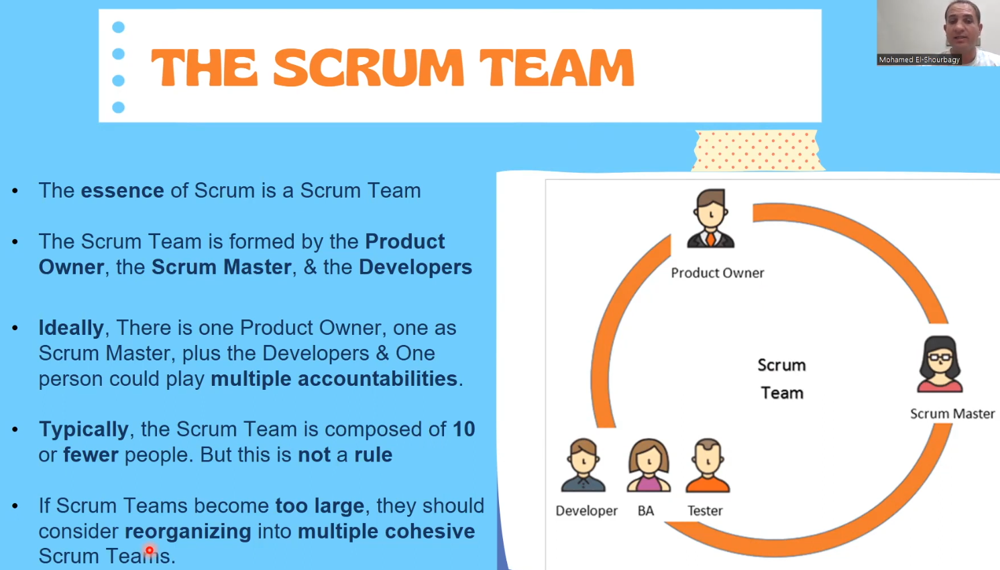 THE SCRUM TEAM
Mohamed El-Shourbagy
• The essence of Scrum is a Scrum Team
• The Scrum Team is formed by the Product
Owner, the Scrum Master, & the Developers
• Ideally, There is one Product Owner, one as
Scrum Master, plus the Developers & One
person could play multiple accountabilities.
• Typically, the Scrum Team is composed of 10
or fewer people. But this is not a rule
• If Scrum Teams become too large, they should
consider reorganizing into multiple cohesive
Scrum Teams.
Product Owner
Scrum
Team
Scrum Master
Developer
BA
Tester